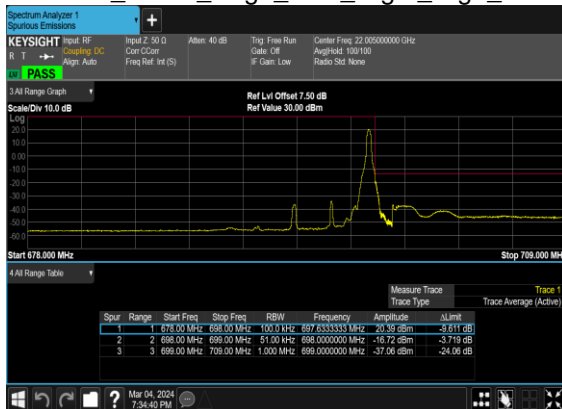 Spectrum Analyzer 1
Spurious Emissions
+
KEYSIGHT Input: RF Input Z: 50 Ω Atten: 40 dB Trig: Free Run Center Freq: 22.005000000 GHz
R T Coupling: DC Corr CCorr Gate: Off Avg|Hold: 100/100
Align: Auto Freq Ref: Int (S) IF Gain: Low Radio Std: None
PASS
3 All Range Graph
Ref Lvl Offset 7.50 dB
Scale/Div 10.0 dB Ref Value 30.00 dBm
Log
20.0
10.0
0.00
-10.0
-20.0
-30.0
-40.0
-50.0
-60.0
Start 678.000 MHz Stop 709.000 MH
4 All Range Table
Measure Trace Trace 1
Trace Type Trace Average (Active)
Spur Range Start Freq Stop Freq RBW Frequency Amplitude ΔLimit
1 1 678.00 MHz 698.00 MHz 100.0 kHz 697.6333333 MHz 20.39 dBm -9.611 dB
2 2 698.00 MHz 699.00 MHz 51.00 kHz 698.0000000 MHz -16.72 dBm -3.719 dB
3 3 699.00 MHz 709.00 MHz 1.000 MHz 699.0000000 MHz -37.06 dBm -24.06 dB
? Mar 04, 2024
7:34:40 PM